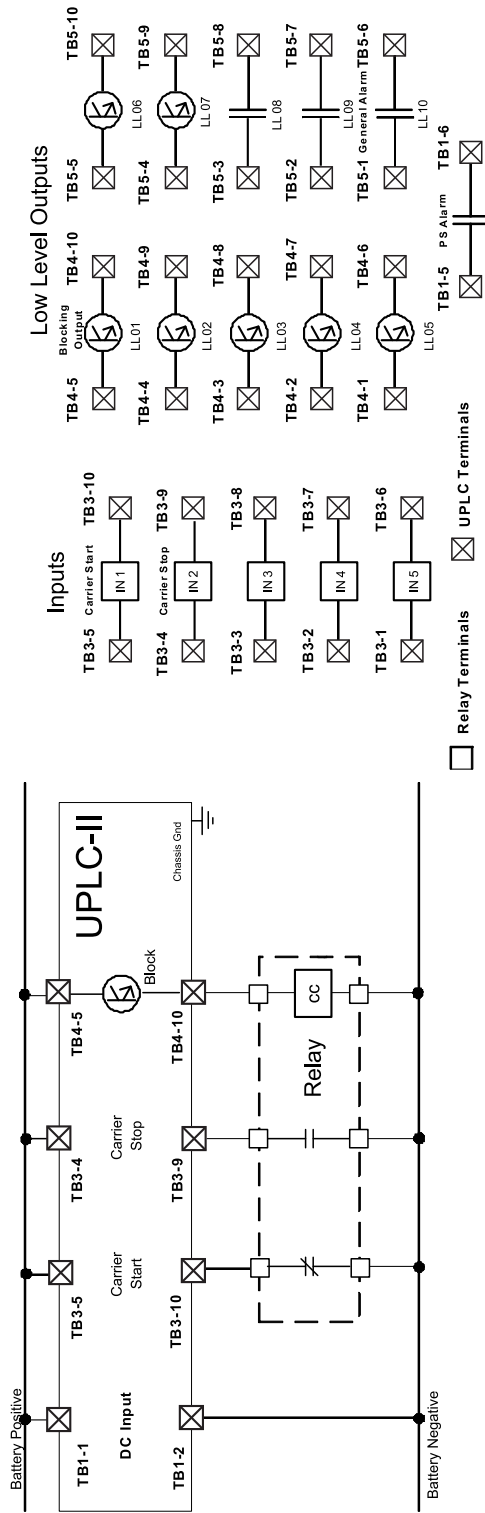 Battery Positive
TB1-1
TB3-5
TB3-4
TB4-5
UPLC-II
DC Input
Carrier
Start
Carrier
Stop
Block
Chassis Gnd
TB1-2
TB3-10
TB3-9
TB4-10
Relay
CC
Battery Negative
Inputs
TB3-5
Carrier Start
TB3-10
IN 1
TB3-4
Carrier Stop
TB3-9
IN 2
TB3-3
TB3-8
IN 3
TB3-2
TB3-7
IN 4
TB3-1
TB3-6
IN 5
Low Level Outputs
TB4-5
Blocking
Output
TB4-10
LL01
TB4-4
TB4-9
LL02
TB4-3
TB4-8
LL03
TB4-2
TB4-7
LL04
TB4-1
TB4-6
LL05
TB5-5
TB5-10
LL06
TB5-4
TB5-9
LL 07
TB5-3
TB5-8
LL 08
TB5-2
TB5-7
LL09
TB5-1
General Alarm
TB5-6
LL10
TB1-5
PS Alarm
TB1-6
Relay Terminals
UPLC Terminals